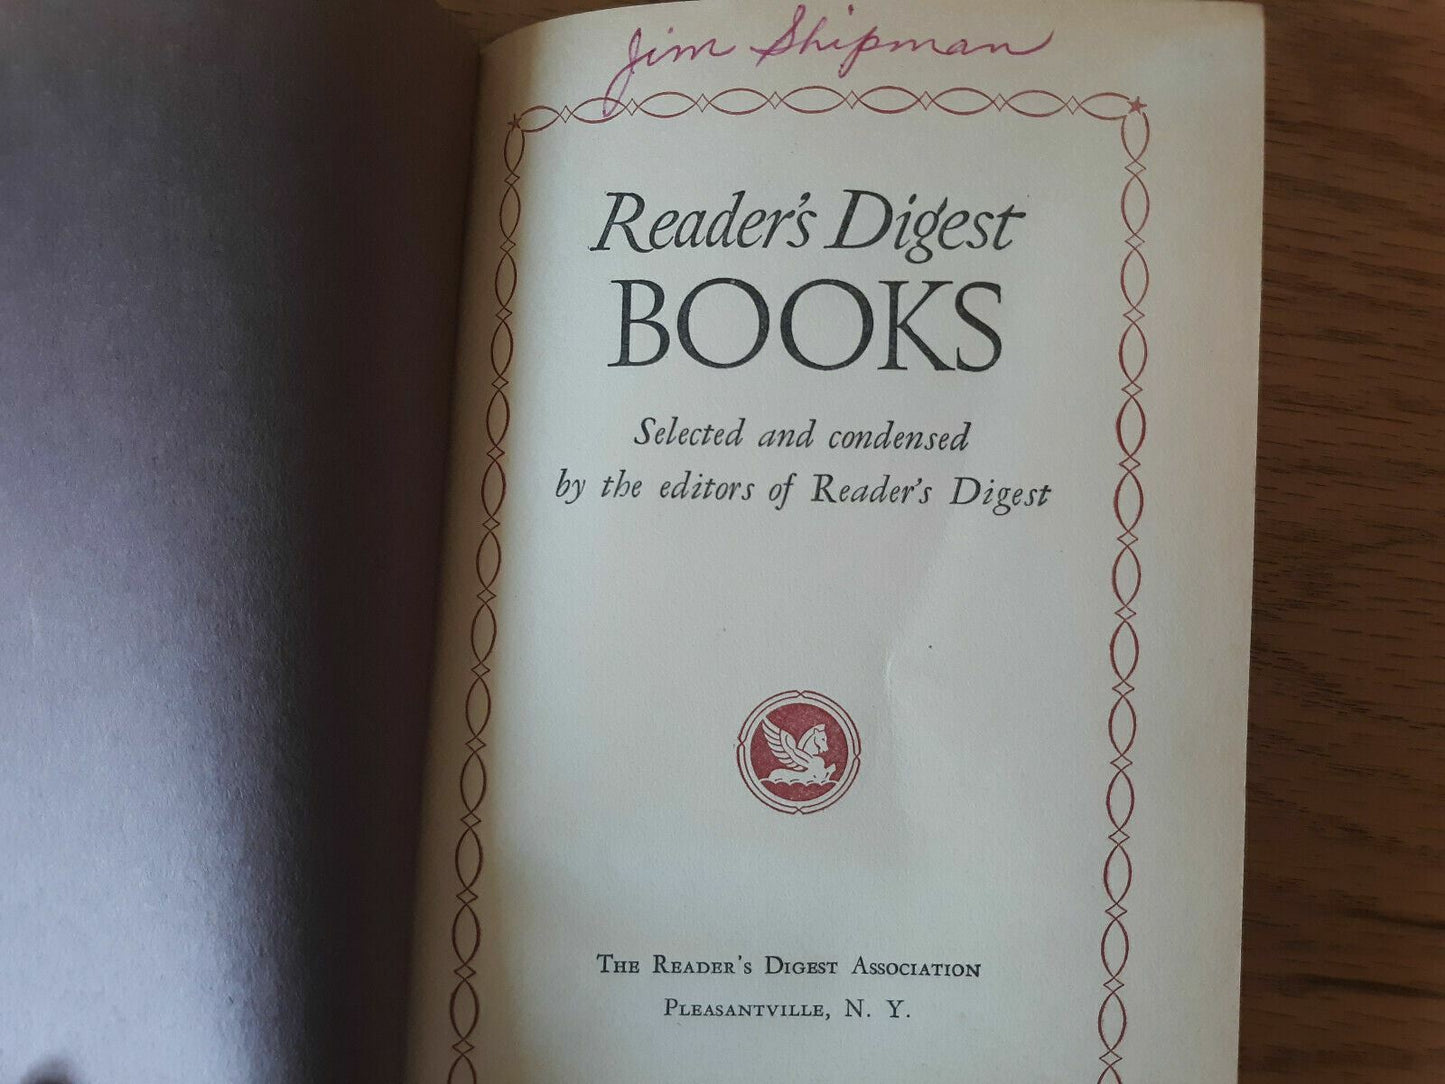 Jim Shipman
Reader's Digest
BOOKS
Selected and condensed
by the editors of Reader's Digest
The Reader's Digest Association
Pleasantville, N. Y.